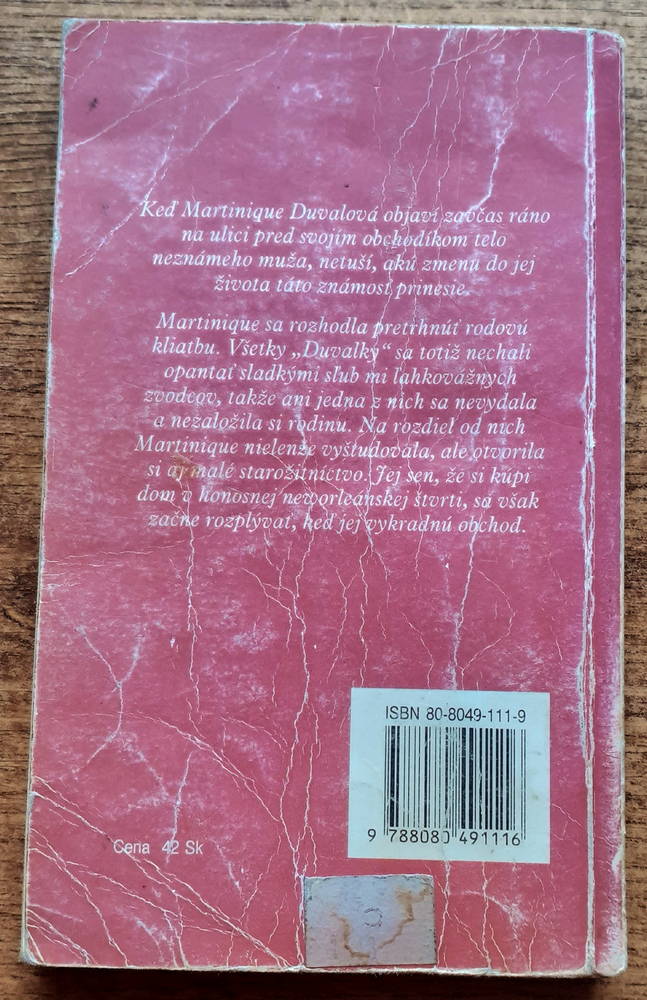 Keď Martinique Duvalová objaví zavčas ráno
na ulici pred svojím obchodíkom telo
neznámeho muža, netuší, akú zmenu do jej
života táto známosť prinesie.
Martinique sa rozhodla pretrhnúť rodovú
kliatbu. Všetky „Duvalky“ sa totiž nechali
opantať sladkými sľub mi ľahkovážnych
zvodcov, takže ani jedna z nich sa nevydala
a nezaložila si rodinu. Na rozdiel od nich
Martinique nielenže vyštudovala, ale otvorila
si aj malé starožitníctvo. Jej sen, že si kúpi
dom v honosnej neworleánskej štvrti, sa však
začne rozplývať, keď jej vykradnú obchod.
ISBN 80-8049-111-9
9 788080 491116
Cena 42 Sk